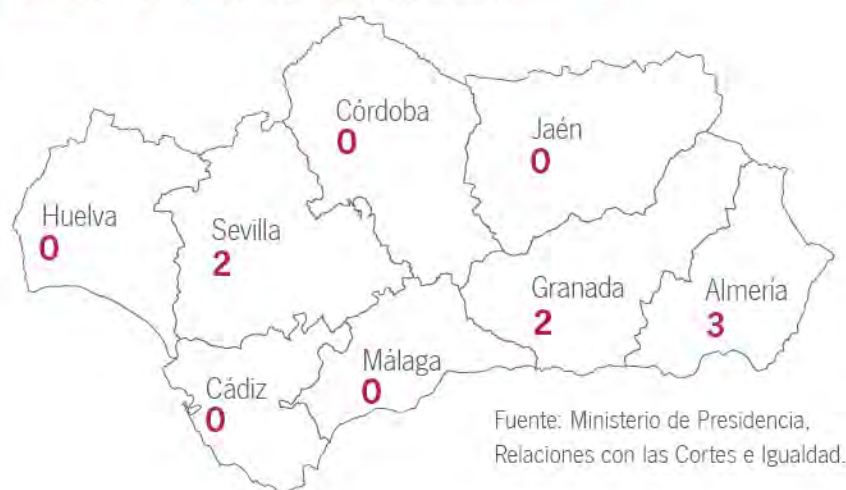 Córdoba
0
Jaén
0
Huelva
0
Sevilla
2
Granada
2
Almería
3
Málaga
0
Cádiz
0
Fuente: Ministerio de Presidencia,
Relaciones con las Cortes e Igualdad.